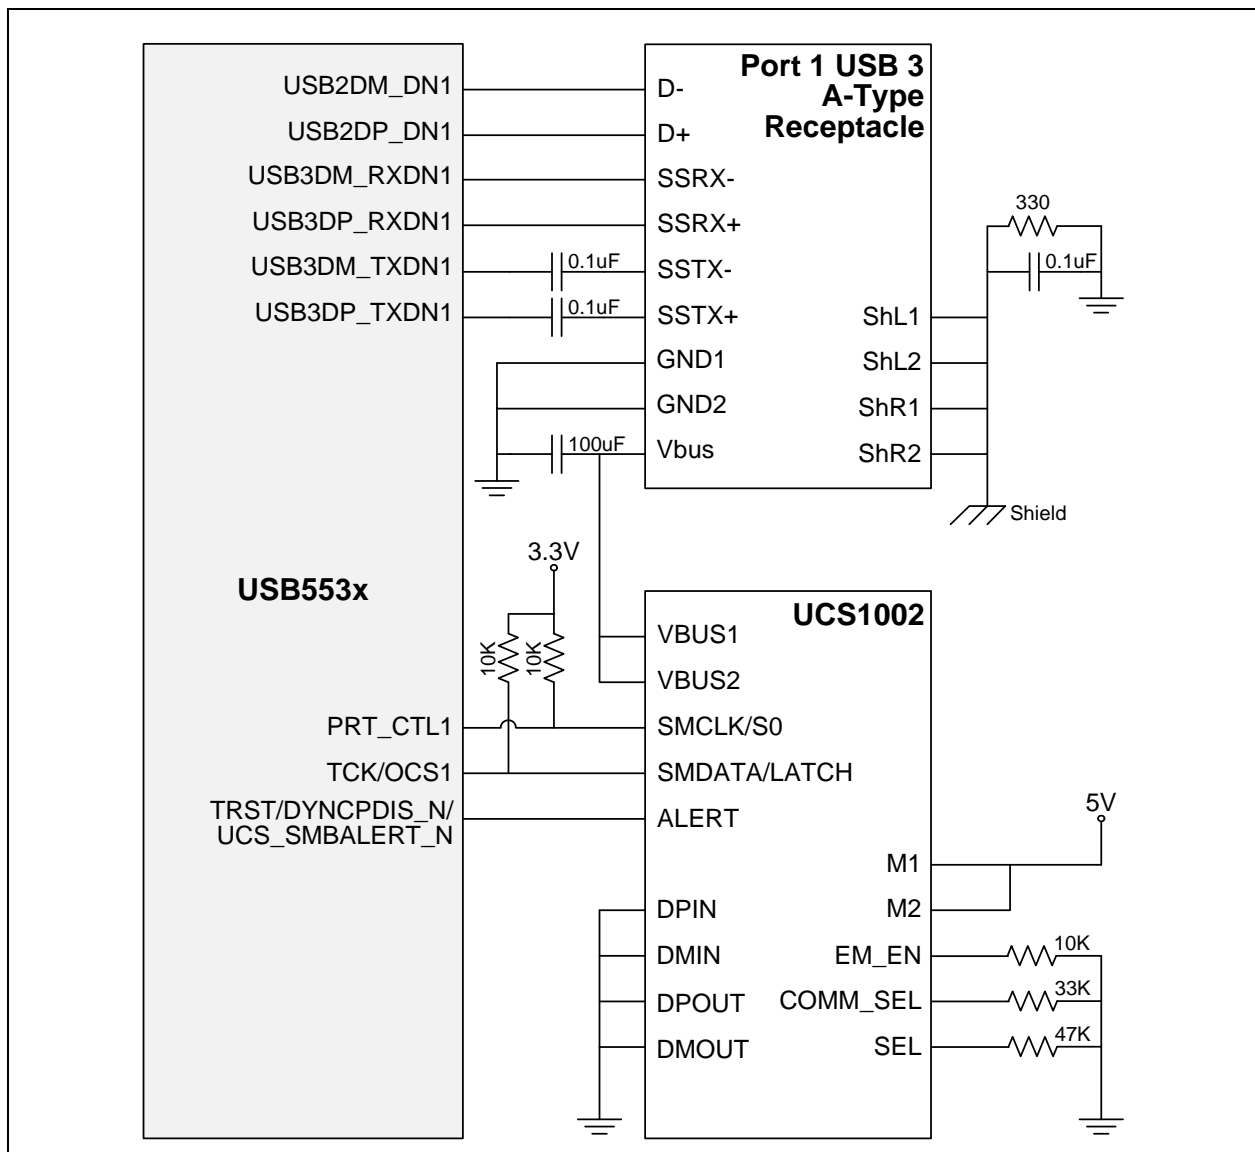 USB553x
USB2DM_DN1
USB2DP_DN1
USB3DM_RXDN1
USB3DP_RXDN1
USB3DM_TXDN1
USB3DP_TXDN1
PRT_CTL1
TCK/OCS1
TRST/DYNCPDIS_N/
UCS_SMBALERT_N
0.1uF
0.1uF
100uF
3.3V
10K
10K
Port 1 USB 3
A-Type
Receptacle
D-
D+
SSRX-
SSRX+
SSTX-
SSTX+
GND1
GND2
Vbus
ShL1
ShL2
ShR1
ShR2
330
0.1uF
Shield
UCS1002
VBUS1
VBUS2
SMCLK/S0
SMDATA/LATCH
ALERT
DPIN
DMIN
DPOUT
DMOUT
M1
M2
EM_EN
COMM_SEL
SEL
5V
10K
33K
47K